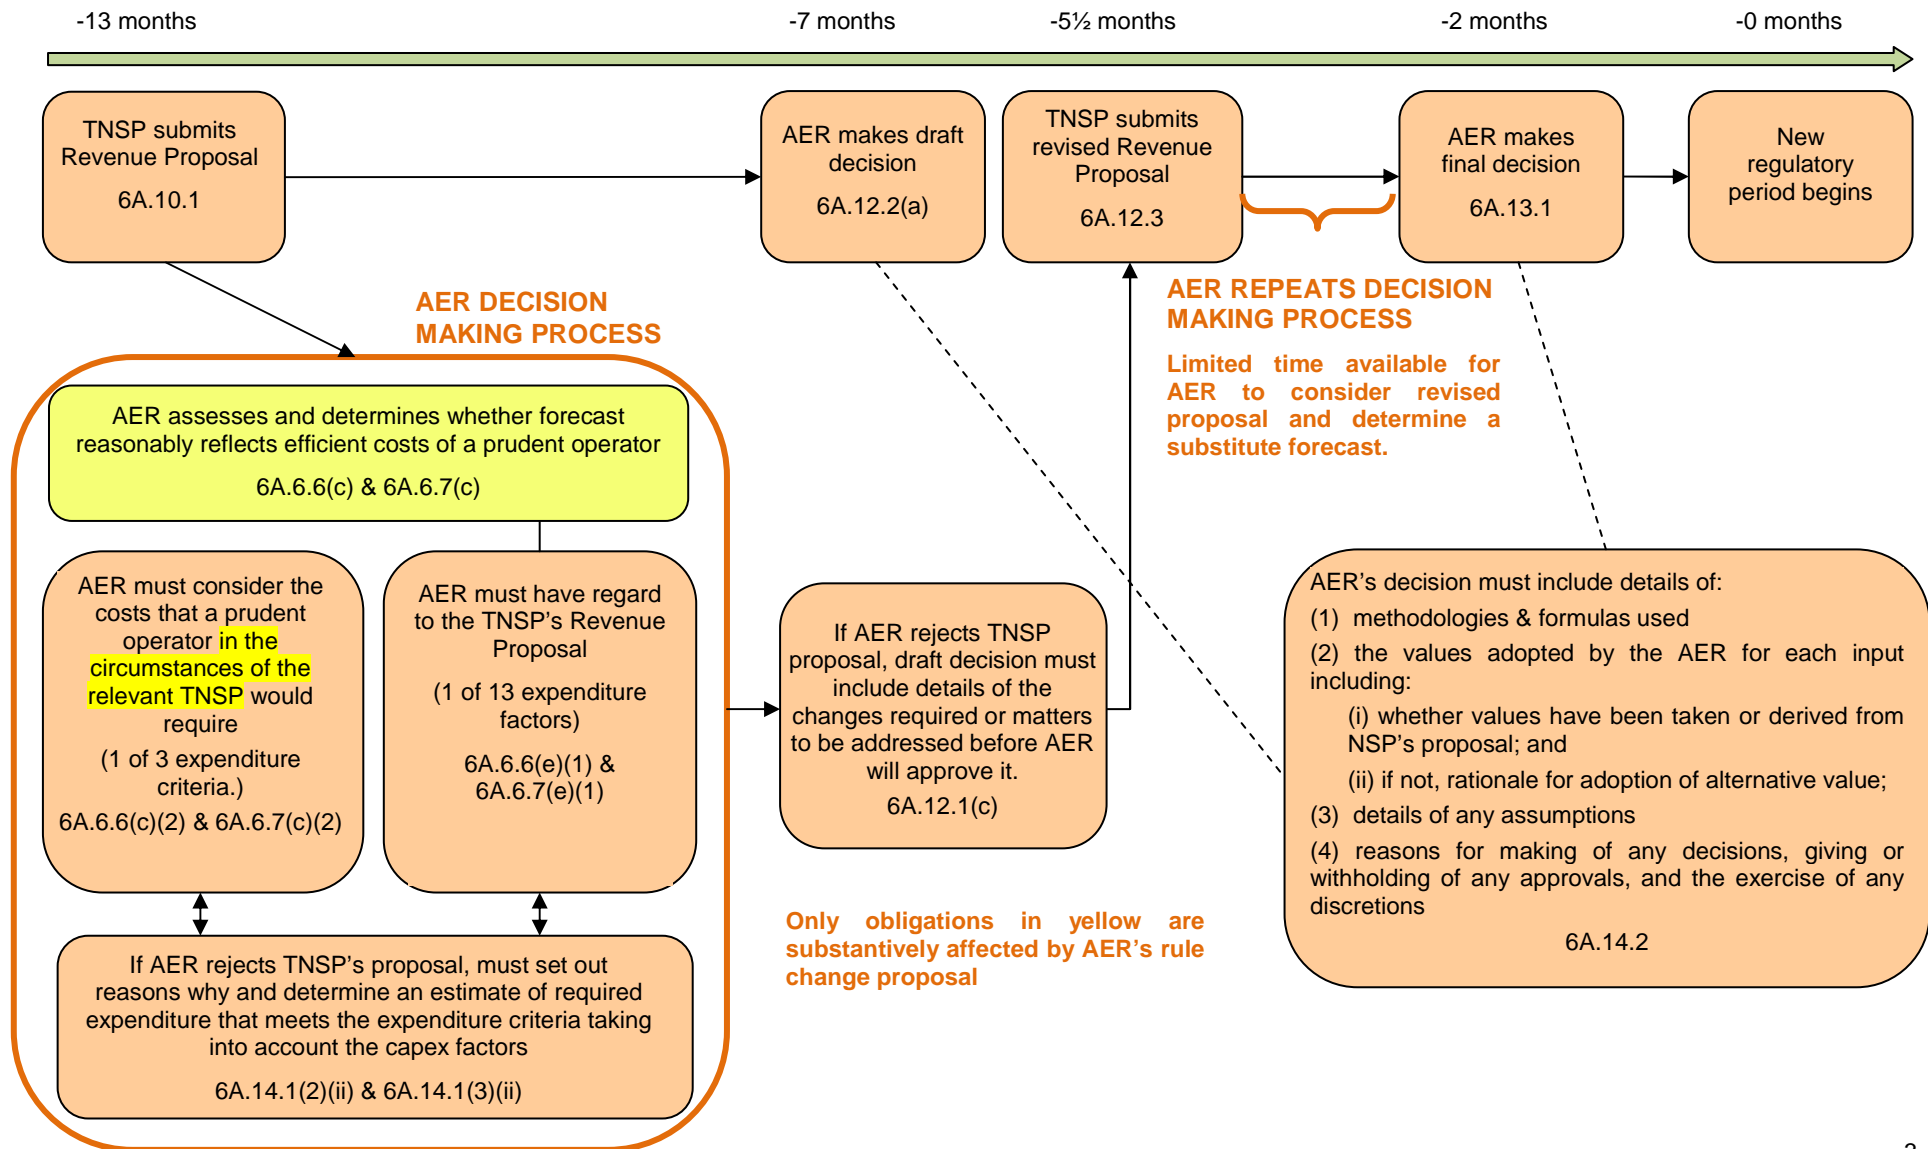 -13 months
-7 months
-5½ months
-2 months
-0 months
TNSP submits
Revenue Proposal
6A.10.1
AER makes draft
decision
6A.12.2(a)
TNSP submits
revised Revenue
Proposal
6A.12.3
AER makes
final decision
6A.13.1
New
regulatory
period begins
AER DECISION
MAKING PROCESS
AER REPEATS DECISION
MAKING PROCESS
Limited time available for
AER to consider revised
proposal and determine a
substitute forecast.
AER assesses and determines whether forecast
reasonably reflects efficient costs of a prudent operator
6A.6.6(c) & 6A.6.7(c)
AER must consider the
costs that a prudent
operator in the
circumstances of the
relevant TNSP would
require
(1 of 3 expenditure
criteria.)
6A.6.6(c)(2) & 6A.6.7(c)(2)
AER must have regard
to the TNSP's Revenue
Proposal
(1 of 13 expenditure
factors)
6A.6.6(e)(1) &
6A.6.7(e)(1)
If AER rejects TNSP
proposal, draft decision must
include details of the
changes required or matters
to be addressed before AER
will approve it.
6A.12.1(c)
AER's decision must include details of:
(1) methodologies & formulas used
(2) the values adopted by the AER for each input
including:
(i) whether values have been taken or derived from
NSP's proposal; and
(ii) if not, rationale for adoption of alternative value;
(3) details of any assumptions
(4) reasons for making of any decisions, giving or
withholding of any approvals, and the exercise of any
discretions
6A.14.2
Only obligations in yellow are
substantively affected by AER's rule
change proposal
If AER rejects TNSP's proposal, must set out
reasons why and determine an estimate of required
expenditure that meets the expenditure criteria taking
into account the capex factors
6A.14.1(2)(ii) & 6A.14.1(3)(ii)